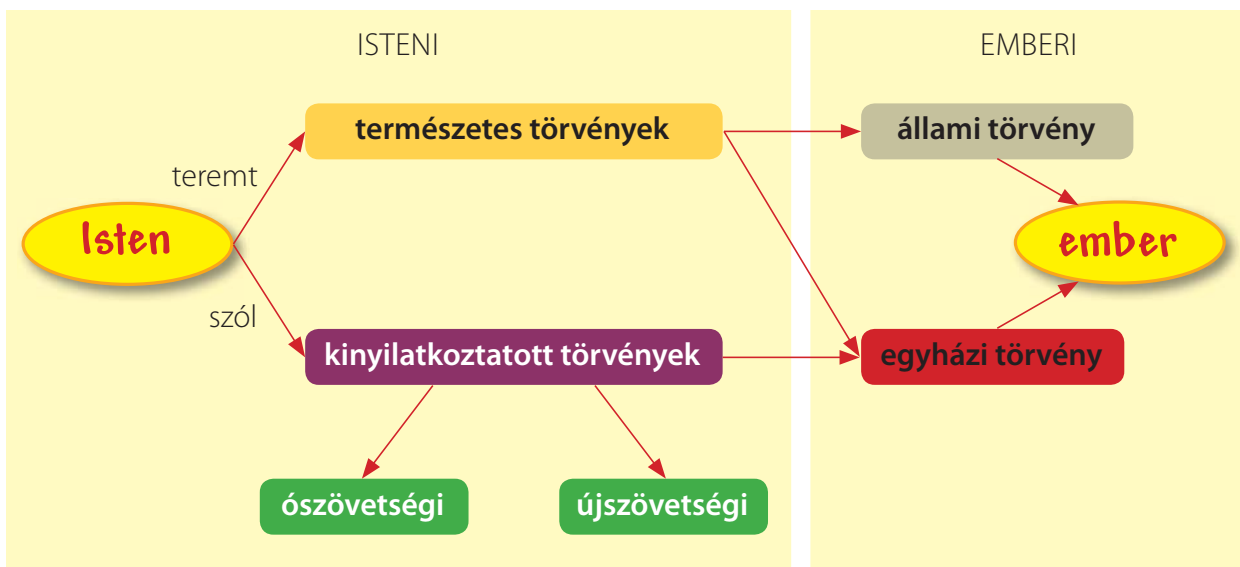 ISTENI
EMBERI
természetes törvények
állami törvény
teremt
Isten
ember
szól
kinyilatkoztatott törvények
egyházi törvény
ószövetségi
újszövetségi